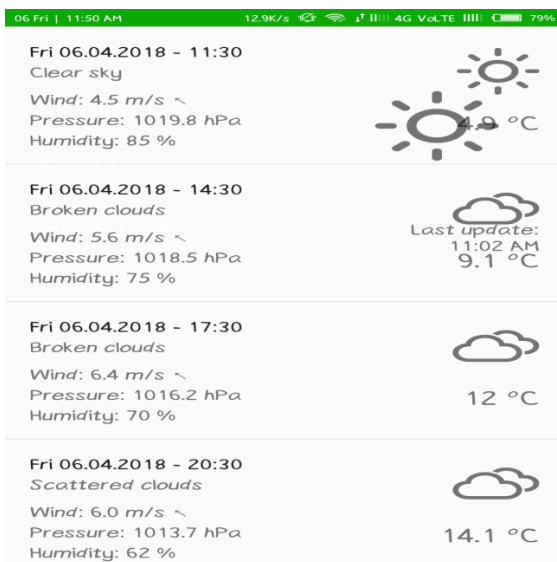 06 Fri | 11:50 AM 12.9K/s 4G VoLTE 79%
Fri 06.04.2018 - 11:30
Clear sky
Wind: 4.5 m/s ↖
Pressure: 1019.8 hPa
Humidity: 85 %
4.9 °C
Fri 06.04.2018 - 14:30
Broken clouds
Wind: 5.6 m/s ↖
Pressure: 1018.5 hPa
Humidity: 75 %
Last update:
11:02 AM
9.1 °C
Fri 06.04.2018 - 17:30
Broken clouds
Wind: 6.4 m/s ↖
Pressure: 1016.2 hPa
Humidity: 70 %
12 °C
Fri 06.04.2018 - 20:30
Scattered clouds
Wind: 6.0 m/s ↖
Pressure: 1013.7 hPa
Humidity: 62 %
14.1 °C